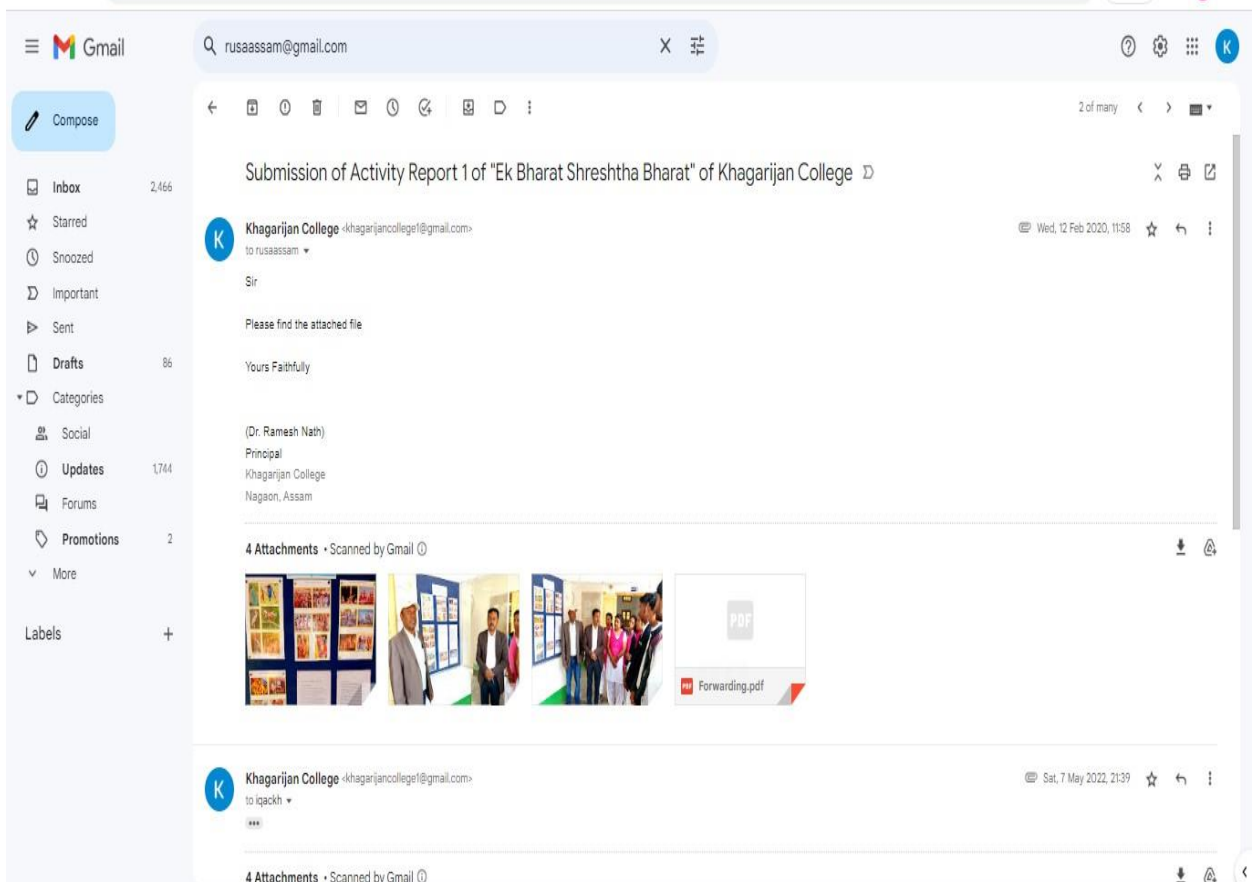 Gmail
rusaassam@gmail.com
K
Compose
2 of many
Submission of Activity Report 1 of "Ek Bharat Shreshtha Bharat" of Khagarijan College
Inbox 2,466
Starred
Snoozed
Important
Sent
Drafts 86
Categories
Social
Updates 1,744
Forums
Promotions 2
More
Labels
K
Khagarijan College <khagarijancollege1@gmail.com>
Wed, 12 Feb 2020, 11:58
to rusaassam
Sir
Please find the attached file
Yours Faithfully
(Dr. Ramesh Nath)
Principal
Khagarijan College
Nagaon, Assam
4 Attachments • Scanned by Gmail
PDF
PDF Forwarding.pdf
K
Khagarijan College <khagarijancollege1@gmail.com>
Sat, 7 May 2022, 21:39
to iqackh
4 Attachments • Scanned by Gmail